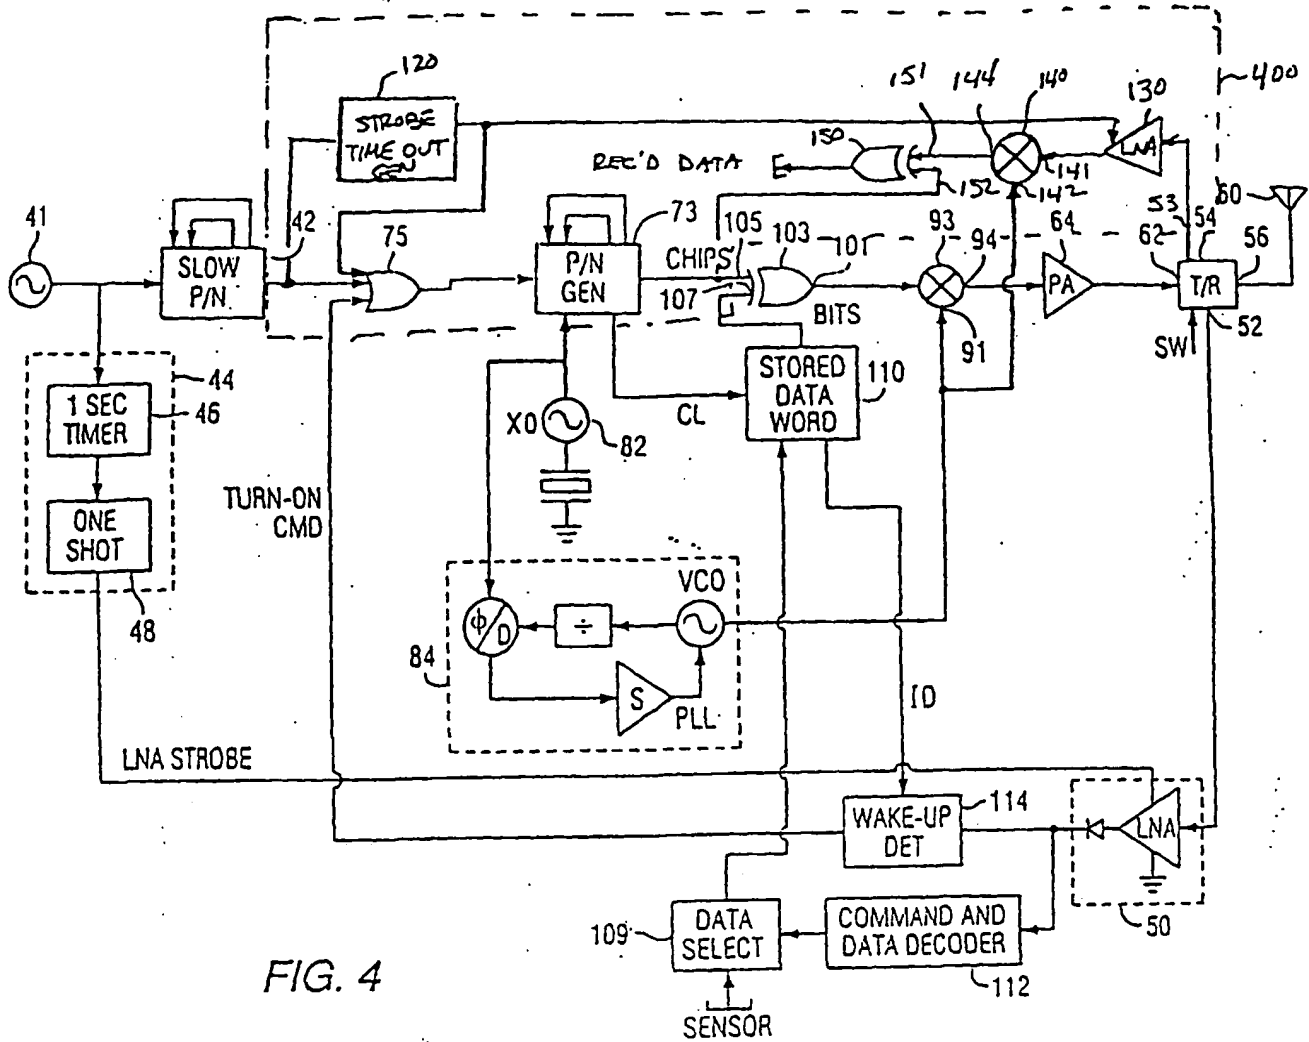 120
151
144
140
130
400
STROBE
TIME OUT
150
LNA
REC'D DATA
141
142
152
53
60
41
42
75
73
105
103
101
93
94
64
62
54
56
SLOW
P/N
P/N
GEN
CHIPS
107
BITS
PA
T/R
91
SW
52
44
1 SEC
TIMER
46
XO
82
CL
STORED
DATA
WORD
110
TURN-ON
CMD
ONE
SHOT
48
VCO
Φ/D
÷
84
S
PLL
ID
LNA STROBE
WAKE-UP
DET
114
LNA
109
DATA
SELECT
COMMAND AND
DATA DECODER
50
112
FIG. 4
SENSOR